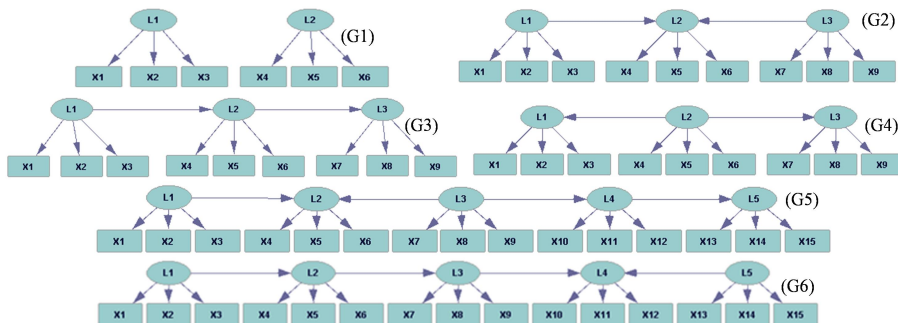 L1 L2 (G1)
X1 X2 X3 X4 X5 X6
L1 L2 L3 (G2)
X1 X2 X3 X4 X5 X6 X7 X8 X9
L1 L2 L3 (G3)
X1 X2 X3 X4 X5 X6 X7 X8 X9
L1 L2 L3 (G4)
X1 X2 X3 X4 X5 X6 X7 X8 X9
L1 L2 L3 L4 L5 (G5)
X1 X2 X3 X4 X5 X6 X7 X8 X9 X10 X11 X12 X13 X14 X15
L1 L2 L3 L4 L5 (G6)
X1 X2 X3 X4 X5 X6 X7 X8 X9 X10 X11 X12 X13 X14 X15